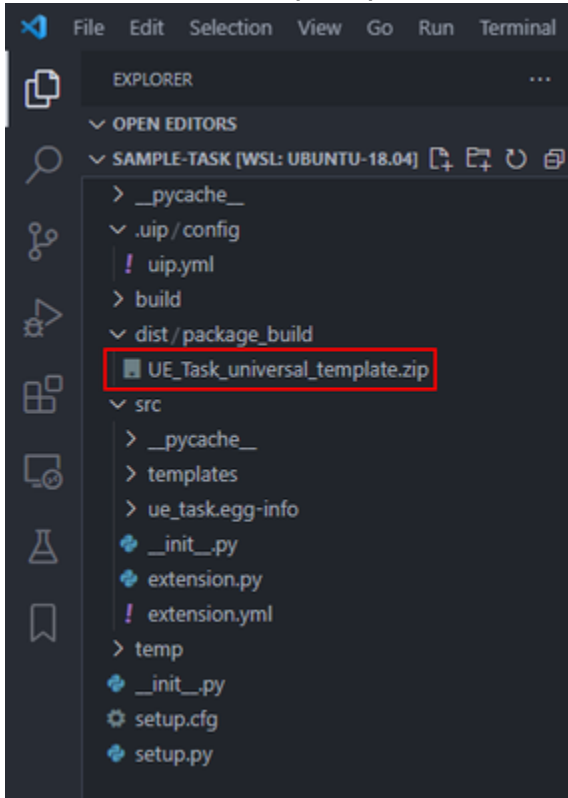 File Edit Selection View Go Run Terminal
EXPLORER ...
OPEN EDITORS
SAMPLE-TASK [WSL: UBUNTU-18.04]
__pycache__
.uip / config
! uip.yml
build
dist / package_build
UE_Task_universal_template.zip
src
__pycache__
templates
ue_task.egg-info
__init__.py
extension.py
! extension.yml
temp
__init__.py
setup.cfg
setup.py